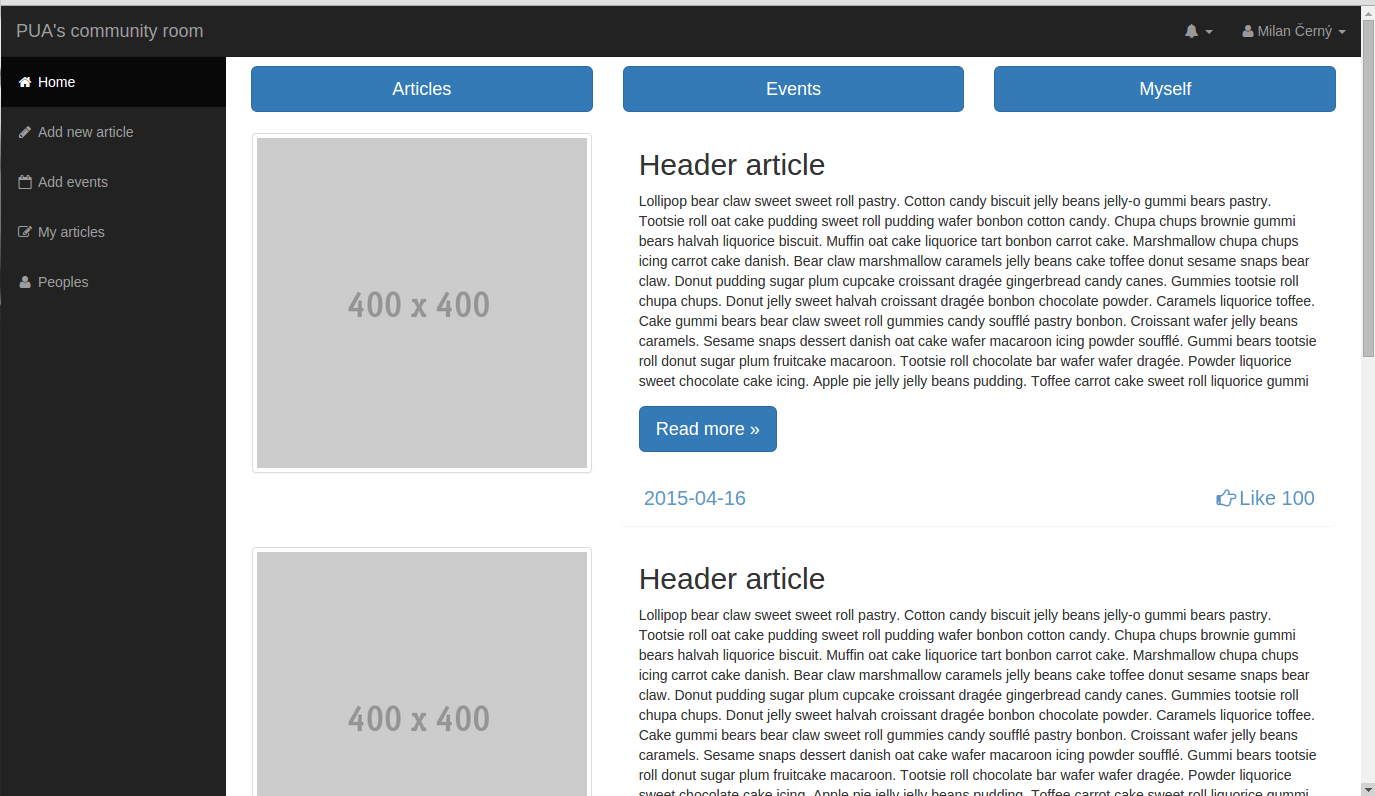 PUA's community room
Milan Černý
Home
Add new article
Add events
My articles
Peoples
Articles
Events
Myself
400 x 400
Header article
Lollipop bear claw sweet sweet roll pastry. Cotton candy biscuit jelly beans jelly-o gummi bears pastry.
Tootsie roll oat cake pudding sweet roll pudding wafer bonbon cotton candy. Chupa chups brownie gummi
bears halvah liquorice biscuit. Muffin oat cake liquorice tart bonbon carrot cake. Marshmallow chupa chups
icing carrot cake danish. Bear claw marshmallow caramels jelly beans cake toffee donut sesame snaps bear
claw. Donut pudding sugar plum cupcake croissant dragée gingerbread candy canes. Gummies tootsie roll
chupa chups. Donut jelly sweet halvah croissant dragée bonbon chocolate powder. Caramels liquorice toffee.
Cake gummi bears bear claw sweet roll gummies candy soufflé pastry bonbon. Croissant wafer jelly beans
caramels. Sesame snaps dessert danish oat cake wafer macaroon icing powder soufflé. Gummi bears tootsie
roll donut sugar plum fruitcake macaroon. Tootsie roll chocolate bar wafer wafer dragée. Powder liquorice
sweet chocolate cake icing. Apple pie jelly jelly beans pudding. Toffee carrot cake sweet roll liquorice gummi
Read more »
2015-04-16
Like 100
400 x 400
Header article
Lollipop bear claw sweet sweet roll pastry. Cotton candy biscuit jelly beans jelly-o gummi bears pastry.
Tootsie roll oat cake pudding sweet roll pudding wafer bonbon cotton candy. Chupa chups brownie gummi
bears halvah liquorice biscuit. Muffin oat cake liquorice tart bonbon carrot cake. Marshmallow chupa chups
icing carrot cake danish. Bear claw marshmallow caramels jelly beans cake toffee donut sesame snaps bear
claw. Donut pudding sugar plum cupcake croissant dragée gingerbread candy canes. Gummies tootsie roll
chupa chups. Donut jelly sweet halvah croissant dragée bonbon chocolate powder. Caramels liquorice toffee.
Cake gummi bears bear claw sweet roll gummies candy soufflé pastry bonbon. Croissant wafer jelly beans
caramels. Sesame snaps dessert danish oat cake wafer macaroon icing powder soufflé. Gummi bears tootsie
roll donut sugar plum fruitcake macaroon. Tootsie roll chocolate bar wafer wafer dragée. Powder liquorice
sweet chocolate cake icing. Apple pie jelly jelly beans pudding. Toffee carrot cake sweet roll liquorice gummi